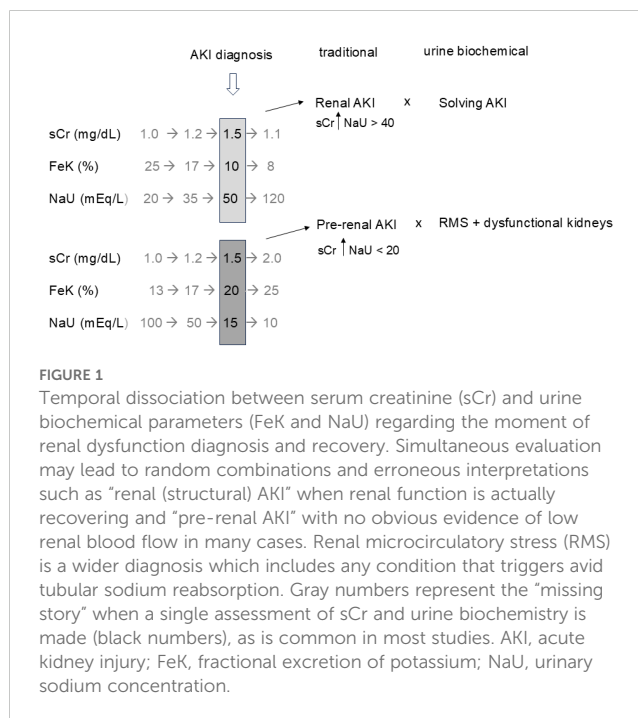 AKI diagnosis traditional urine biochemical
Renal AKI x Solving AKI
sCr↑ NaU > 40
sCr (mg/dL) 1.0 → 1.2 → 1.5 → 1.1
FeK (%) 25 → 17 → 10 → 8
NaU (mEq/L) 20 → 35 → 50 → 120
Pre-renal AKI x RMS + dysfunctional kidneys
sCr ↑ NaU < 20
sCr (mg/dL) 1.0 → 1.2 → 1.5 → 2.0
FeK (%) 13 → 17 → 20 → 25
NaU (mEq/L) 100 → 50 → 15 → 10
FIGURE 1
Temporal dissociation between serum creatinine (sCr) and urine
biochemical parameters (FeK and NaU) regarding the moment of
renal dysfunction diagnosis and recovery. Simultaneous evaluation
may lead to random combinations and erroneous interpretations
such as “renal (structural) AKI” when renal function is actually
recovering and “pre-renal AKI” with no obvious evidence of low
renal blood flow in many cases. Renal microcirculatory stress (RMS)
is a wider diagnosis which includes any condition that triggers avid
tubular sodium reabsorption. Gray numbers represent the “missing
story” when a single assessment of sCr and urine biochemistry is
made (black numbers), as is common in most studies. AKI, acute
kidney injury; FeK, fractional excretion of potassium; NaU, urinary
sodium concentration.